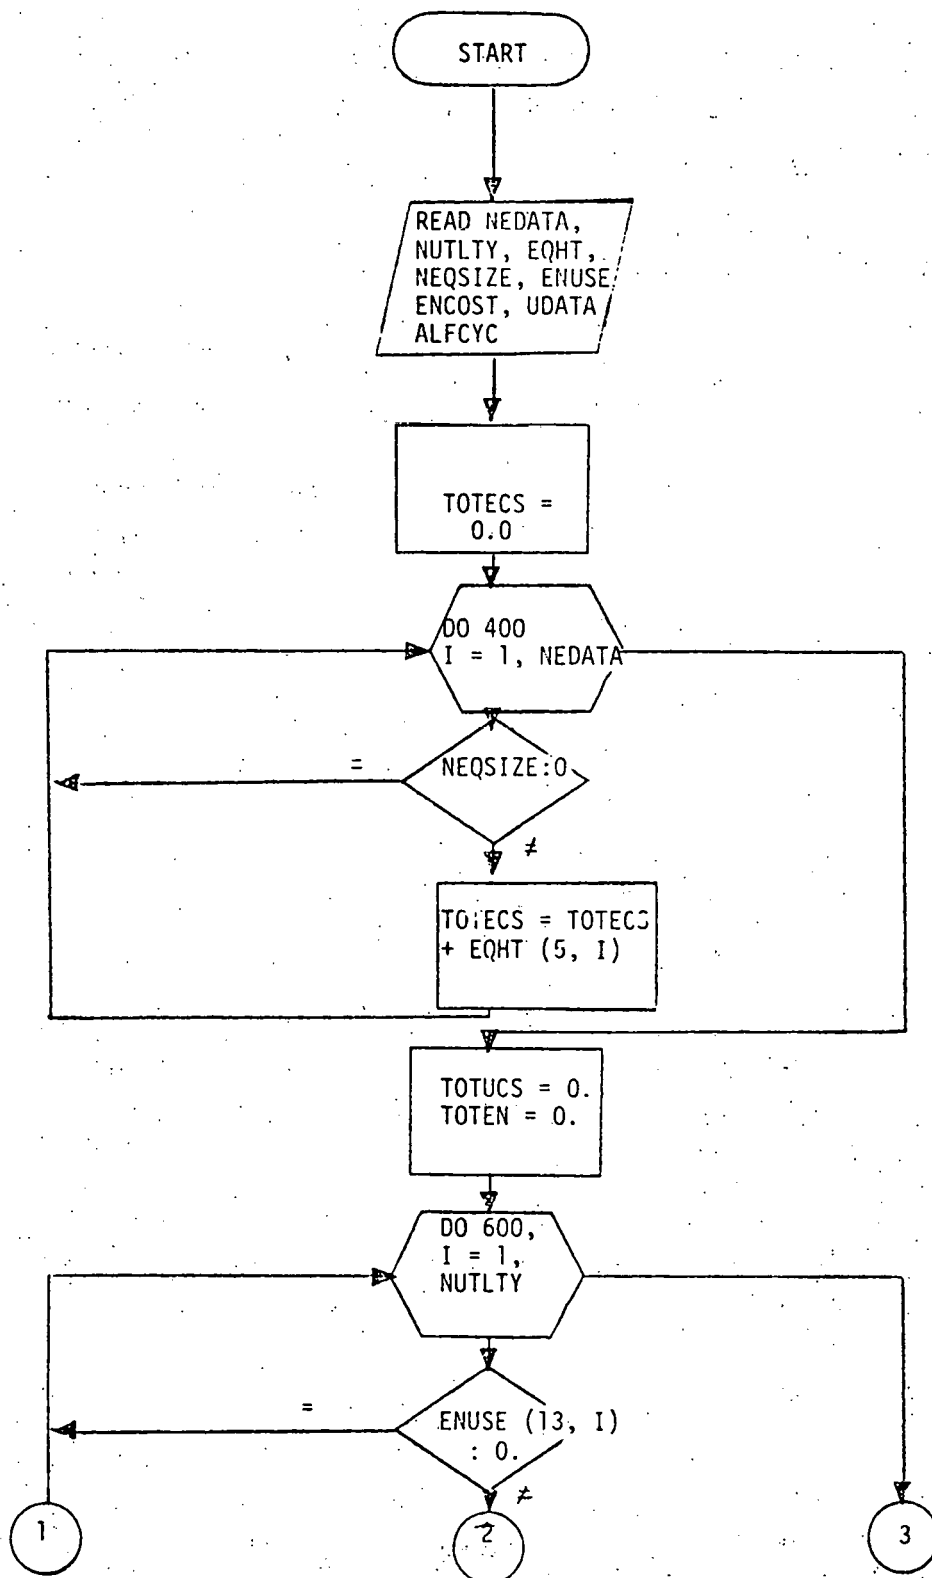 START
READ NEDATA,
NUTLTY, EQHT,
NEQSIZE, ENUSE
ENCOST, UDATA
ALFCYC
TOTECS =
0.0
DO 400
I = 1, NEDATA
=
NEQSIZE:0
≠
TOTECS = TOTECS
+ EQHT (5, I)
TOTUCS = 0.
TOTEN = 0.
DO 600,
I = 1,
NUTLTY
=
ENUSE (13, I)
: 0.
≠
1
2
3